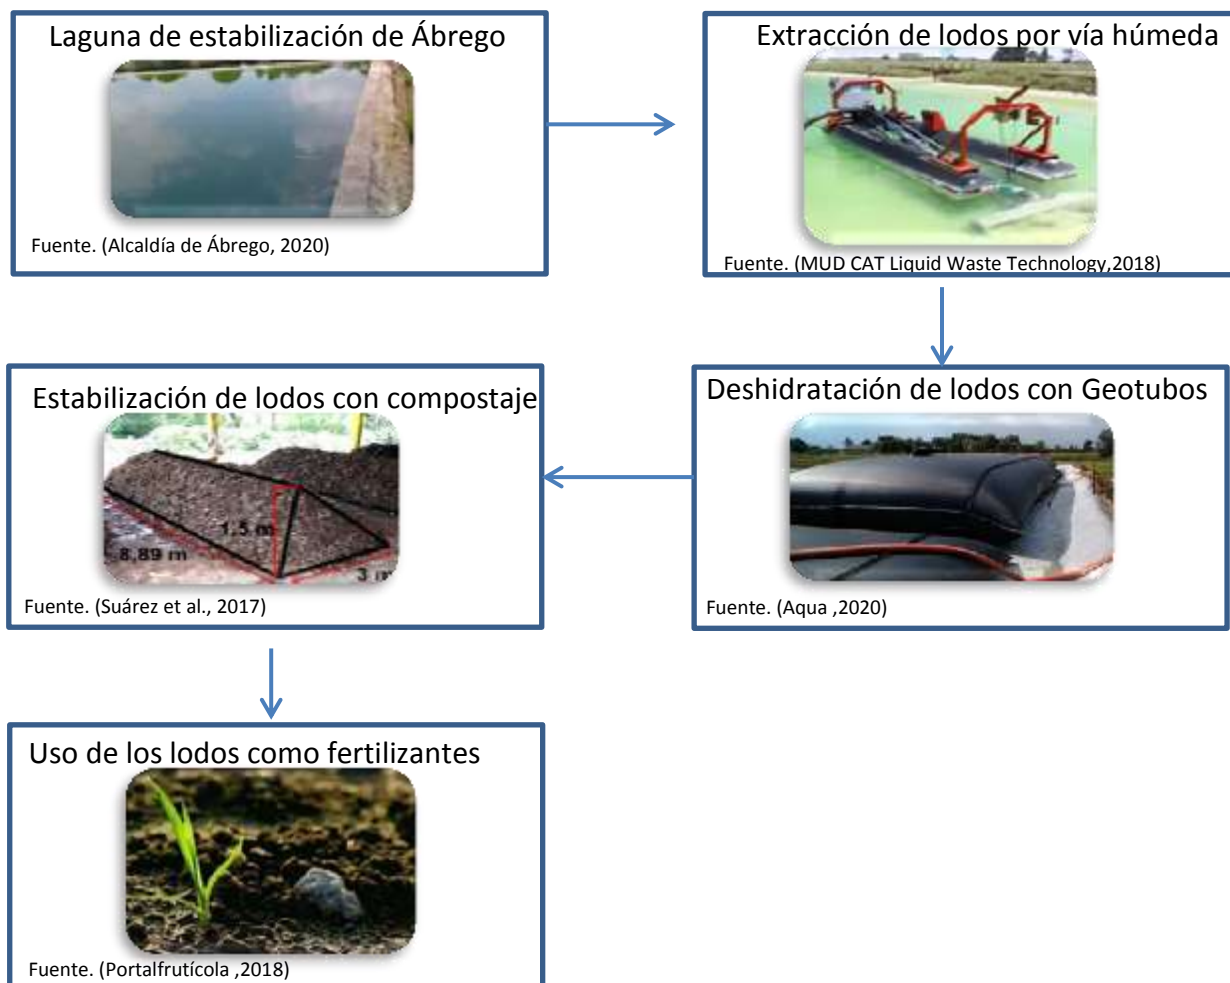 Laguna de estabilización de Ábrego
Fuente. (Alcaldía de Ábrego, 2020)
Extracción de lodos por vía húmeda
Fuente. (MUD CAT Liquid Waste Technology,2018)
Deshidratación de lodos con Geotubos
Fuente. (Aqua ,2020)
Estabilización de lodos con compostaje
1,5 m
8,89 m
3 m
Fuente. (Suárez et al., 2017)
Uso de los lodos como fertilizantes
Fuente. (Portalfrutícola ,2018)